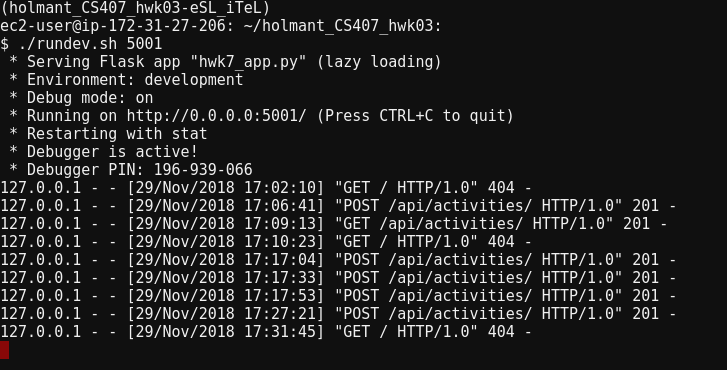 (holmant_CS407_hwk03-eSL_iTeL)
ec2-user@ip-172-31-27-206: ~/holmant_CS407_hwk03:
$ ./rundev.sh 5001
 * Serving Flask app "hwk7_app.py" (lazy loading)
 * Environment: development
 * Debug mode: on
 * Running on http://0.0.0.0:5001/ (Press CTRL+C to quit)
 * Restarting with stat
 * Debugger is active!
 * Debugger PIN: 196-939-066
127.0.0.1 - - [29/Nov/2018 17:02:10] "GET / HTTP/1.0" 404 -
127.0.0.1 - - [29/Nov/2018 17:06:41] "POST /api/activities/ HTTP/1.0" 201 -
127.0.0.1 - - [29/Nov/2018 17:09:13] "GET /api/activities/ HTTP/1.0" 201 -
127.0.0.1 - - [29/Nov/2018 17:10:23] "GET / HTTP/1.0" 404 -
127.0.0.1 - - [29/Nov/2018 17:17:04] "POST /api/activities/ HTTP/1.0" 201 -
127.0.0.1 - - [29/Nov/2018 17:17:33] "POST /api/activities/ HTTP/1.0" 201 -
127.0.0.1 - - [29/Nov/2018 17:17:53] "POST /api/activities/ HTTP/1.0" 201 -
127.0.0.1 - - [29/Nov/2018 17:27:21] "POST /api/activities/ HTTP/1.0" 201 -
127.0.0.1 - - [29/Nov/2018 17:31:45] "GET / HTTP/1.0" 404 -